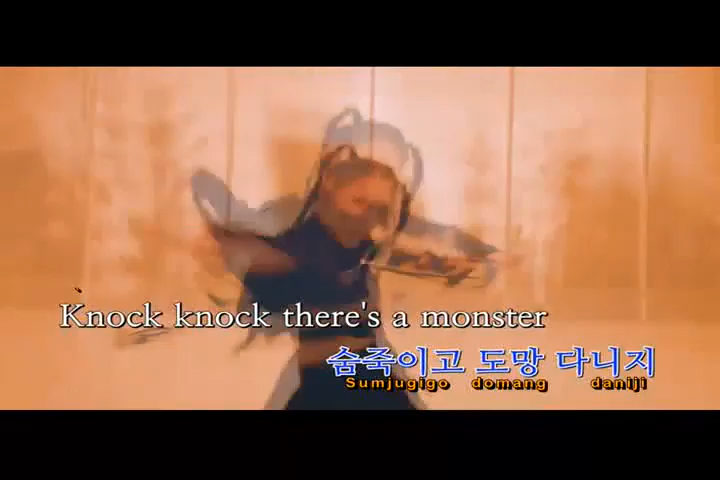 Knock knock there's a monster
숨죽이고 도망 다니지
Sumjugigo domang daniji